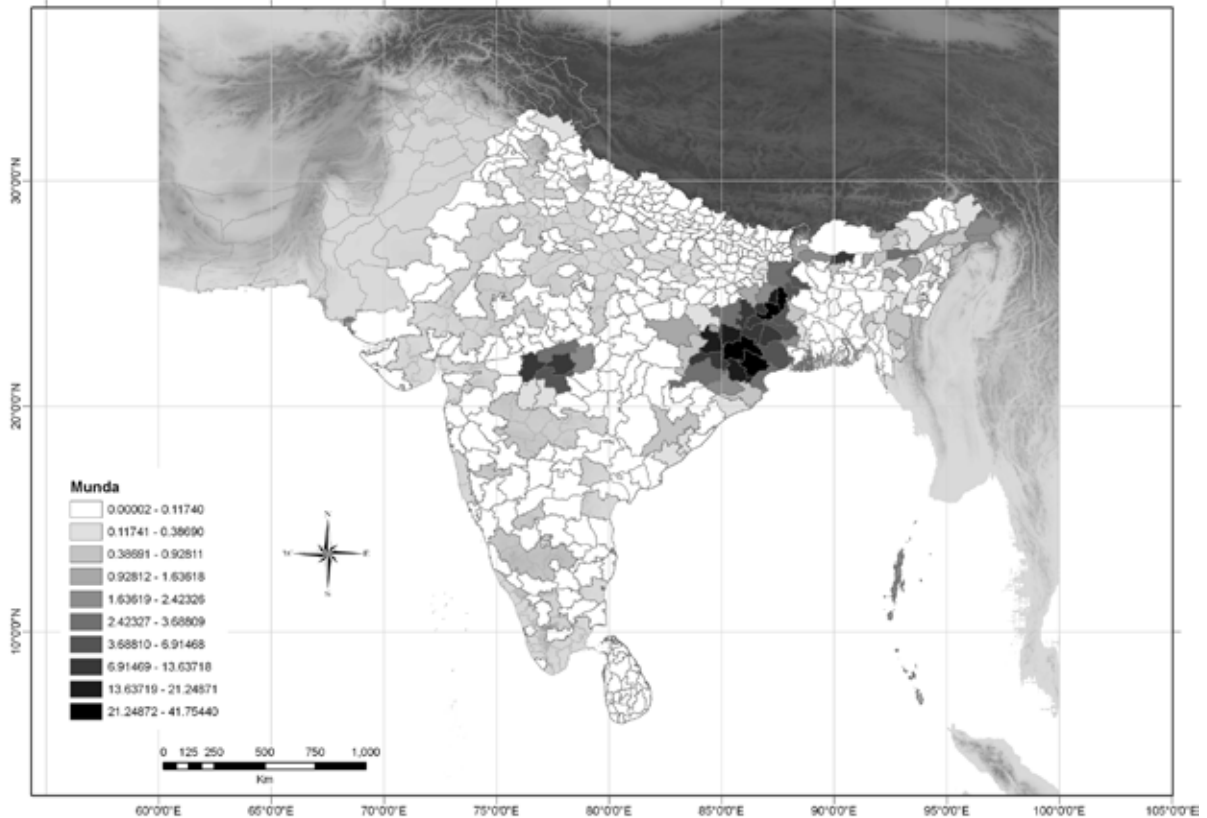 30°0'0"N
20°0'0"N
10°0'0"N
Munda
0.00002 - 0.11740
0.11741 - 0.38690
0.38691 - 0.92811
0.92812 - 1.63618
1.63619 - 2.42326
2.42327 - 3.68809
3.68810 - 6.91468
6.91469 - 13.63718
13.63719 - 21.24871
21.24872 - 41.75440
N
W
E
S
0 125 250 500 750 1,000
Km
60°0'0"E 65°0'0"E 70°0'0"E 75°0'0"E 80°0'0"E 85°0'0"E 90°0'0"E 95°0'0"E 100°0'0"E 105°0'0"E